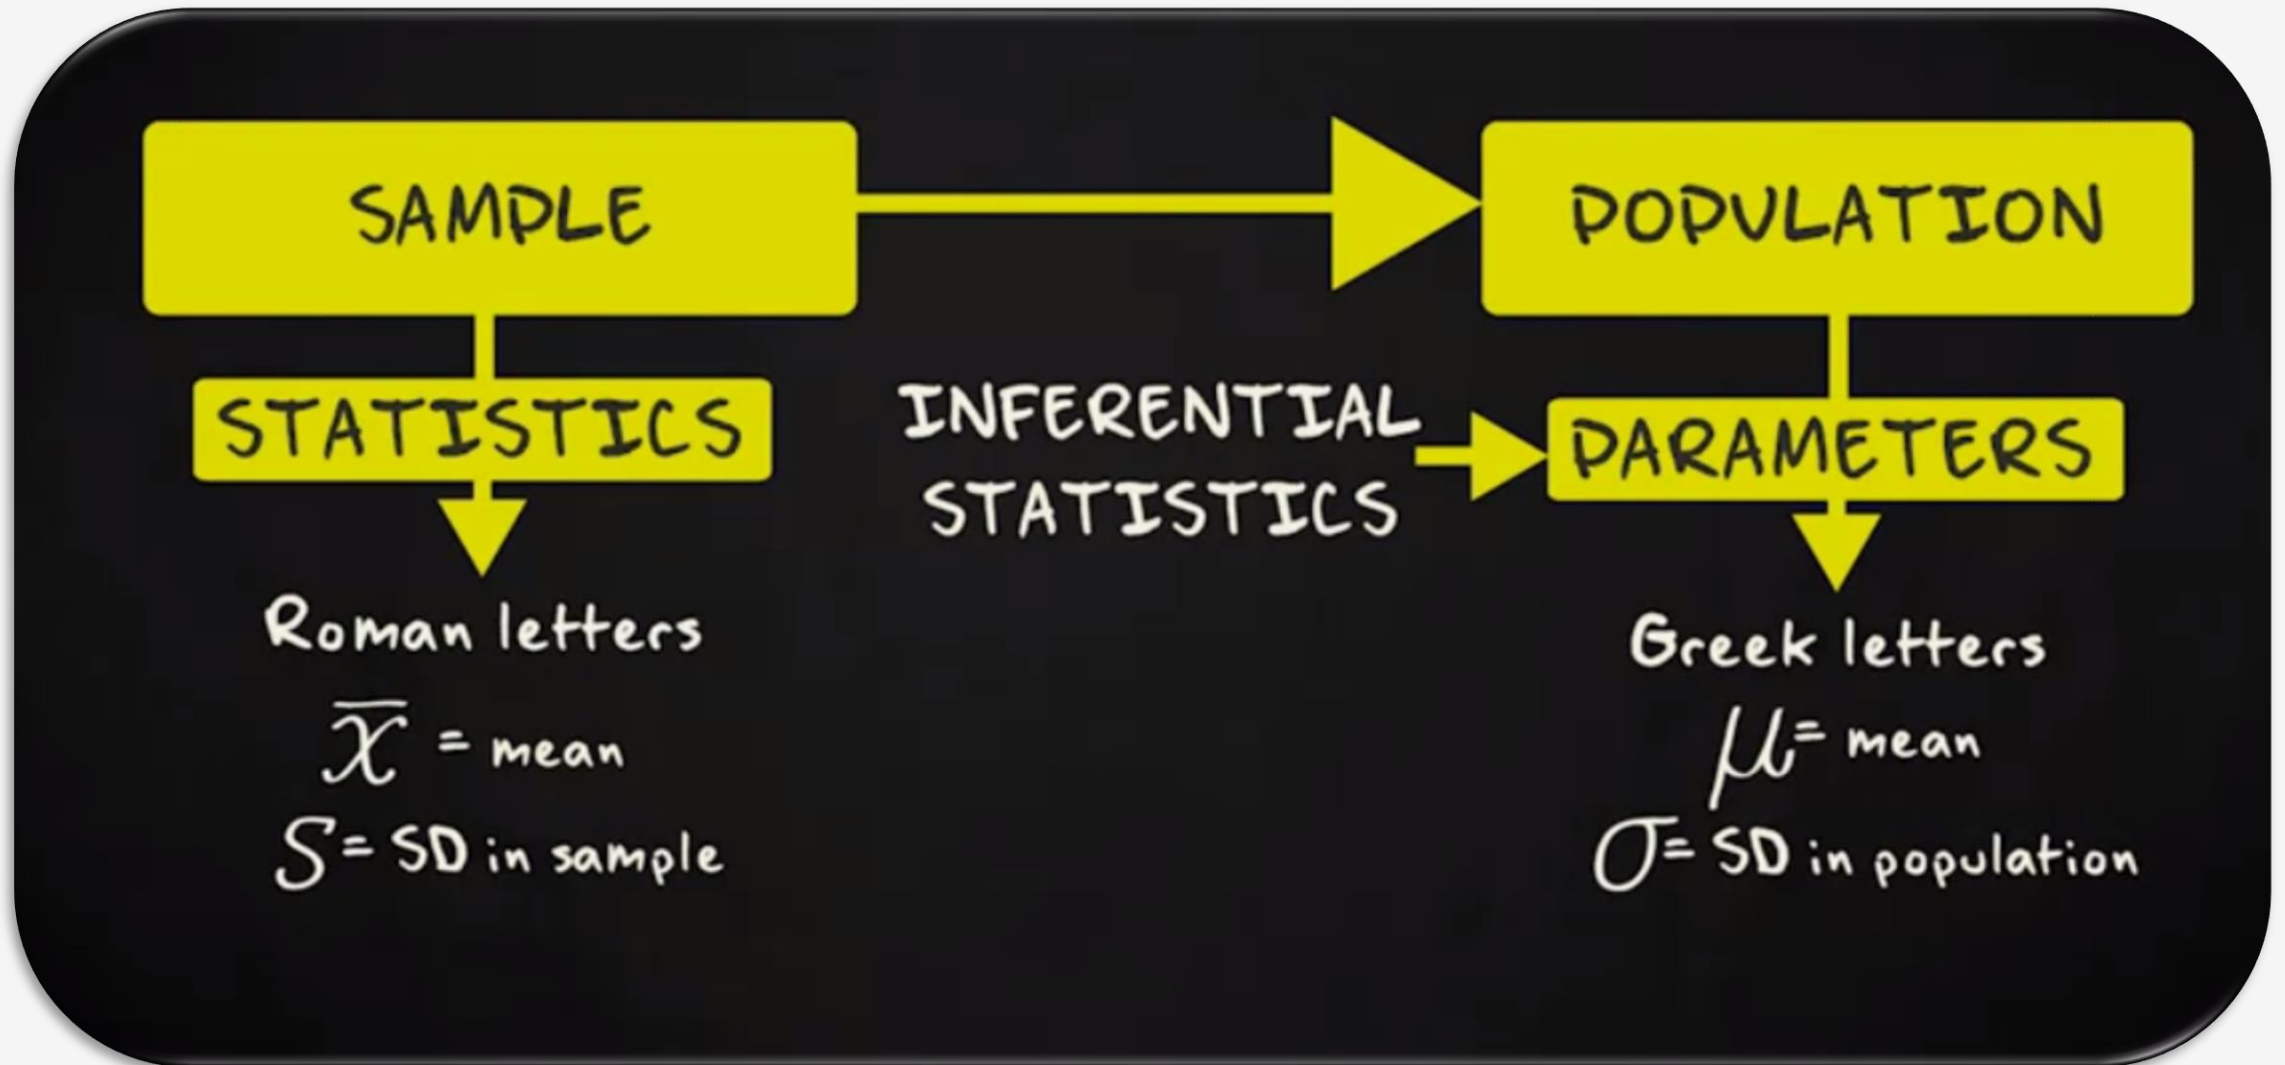 SAMPLE
POPULATION
STATISTICS
INFERENTIAL
STATISTICS
PARAMETERS
Roman letters
x̄ = mean
S = SD in sample
Greek letters
μ = mean
σ = SD in population